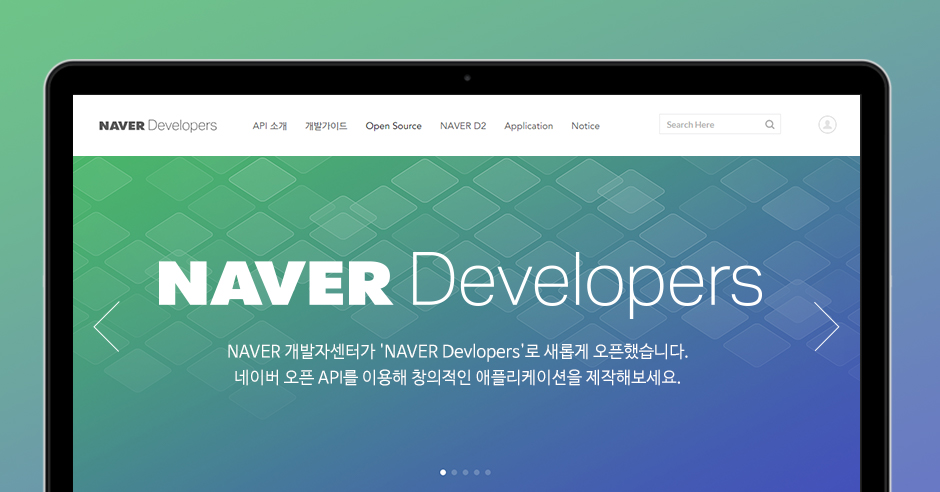 NAVER Developers
API 소개
개발가이드
Open Source
NAVER D2
Application
Notice
Search Here
NAVER Developers
NAVER 개발자센터가 'NAVER Devlopers'로 새롭게 오픈했습니다.
네이버 오픈 API를 이용해 창의적인 애플리케이션을 제작해보세요.